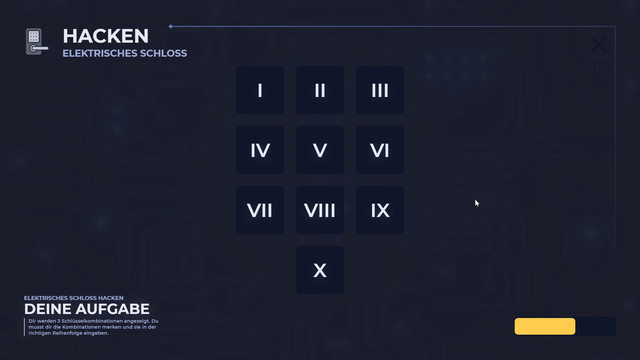 HACKEN
ELEKTRISCHES SCHLOSS
I II III
IV V VI
VII VIII IX
X
ELEKTRISCHES SCHLOSS HACKEN
DEINE AUFGABE
Dir werden 3 Schlüsselkombinationen angezeigt. Du
musst dir die Kombinationen merken und sie in der
richtigen Reihenfolge eingeben.